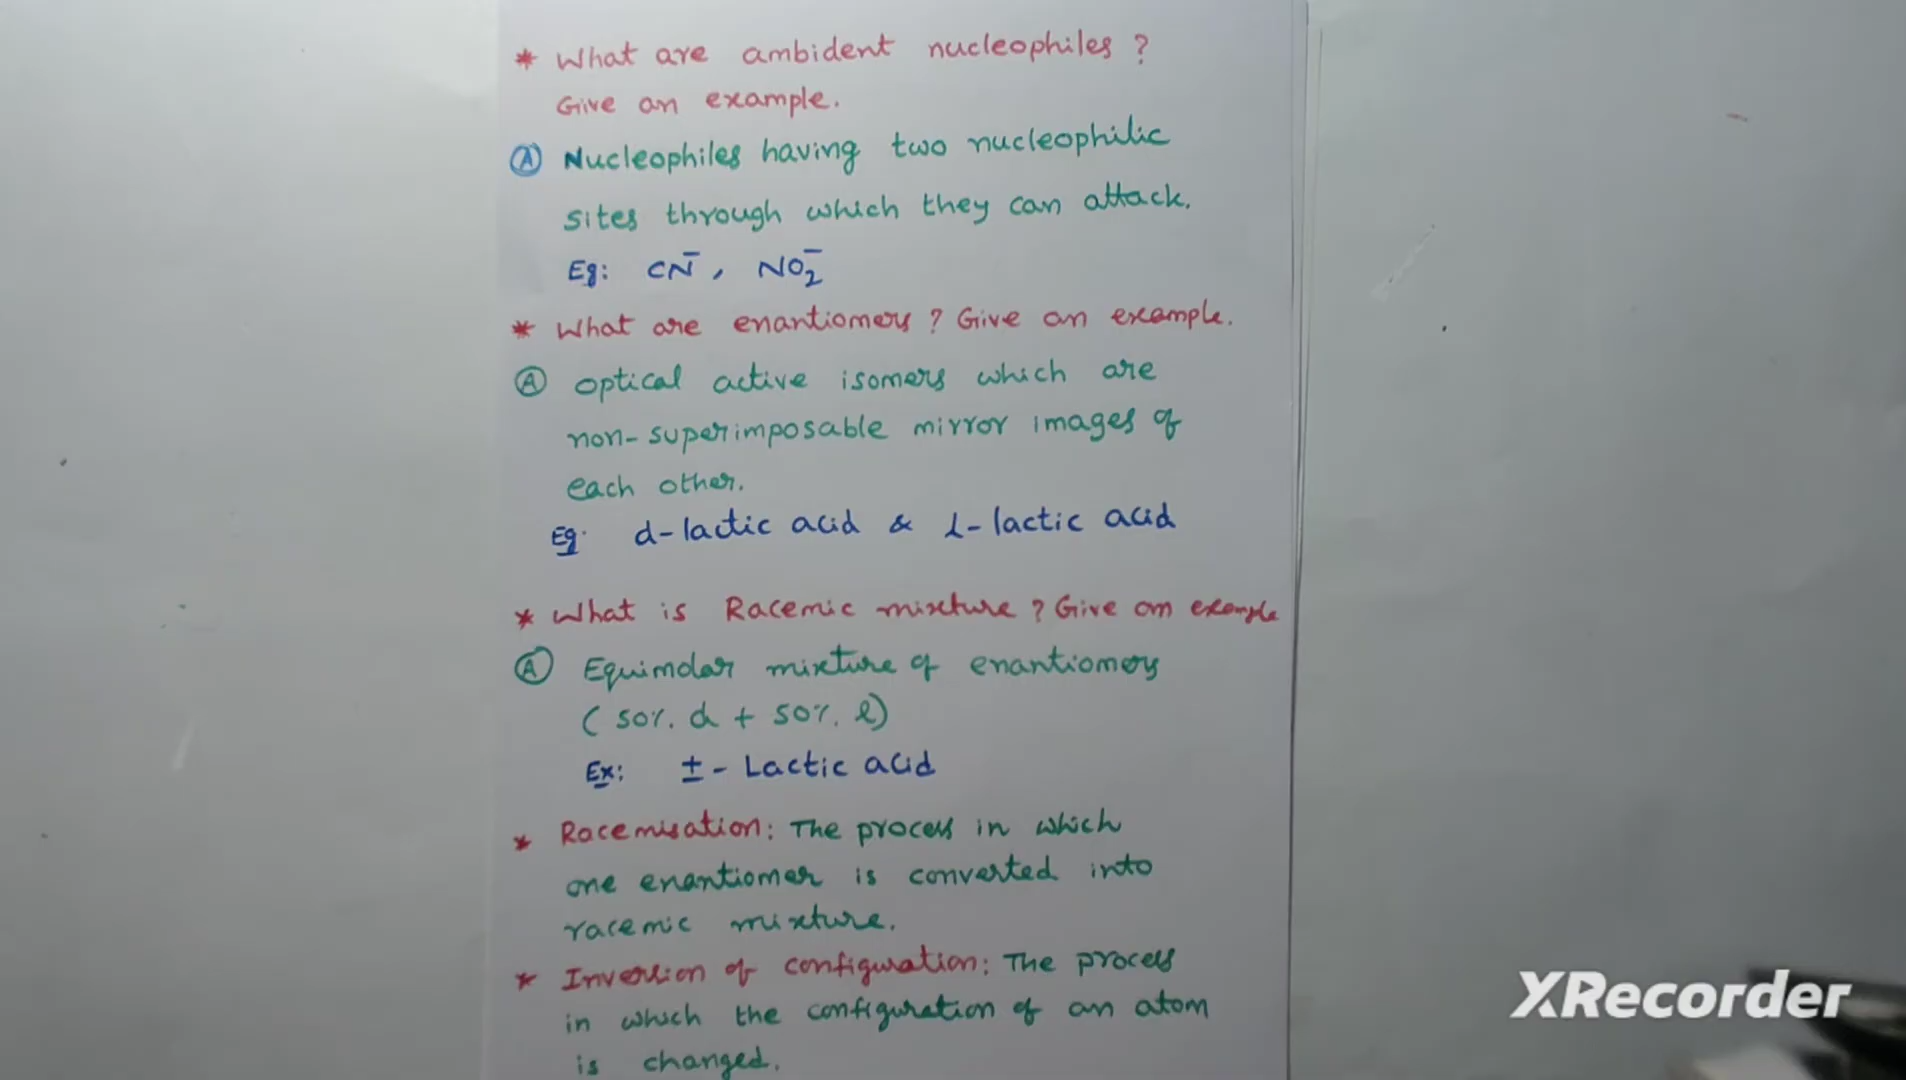 * What are ambident nucleophiles ?
Give an example.
(A) Nucleophiles having two nucleophilic
sites through which they can attack.
Eg: CN⁻, NO₂⁻
* What are enantiomers ? Give an example.
(A) Optical active isomers which are
non-superimposable mirror images of
each other.
Eg: d-lactic acid & l-lactic acid
* What is Racemic mixture ? Give an example
(A) Equimolar mixture of enantiomers
(50% d + 50% l)
Ex: ± - Lactic acid
* Racemisation: The process in which
one enantiomer is converted into
racemic mixture.
* Inversion of configuration: The process
in which the configuration of an atom
is changed.
XRecorder